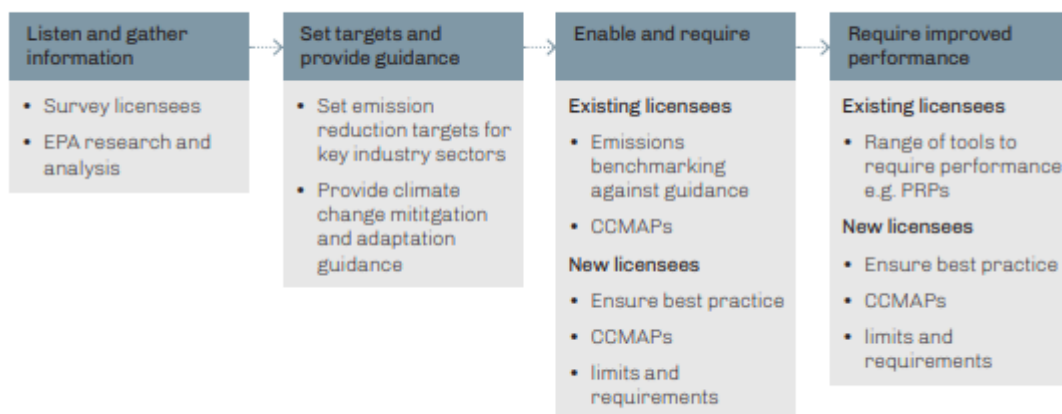 Listen and gather
information
• Survey licensees
• EPA research and
analysis
Set targets and
provide guidance
• Set emission
reduction targets for
key industry sectors
• Provide climate
change mititgation
and adaptation
guidance
Enable and require
Existing licensees
• Emissions
benchmarking
against guidance
• CCMAPs
New licensees
• Ensure best practice
• CCMAPs
• limits and
requirements
Require improved
performance
Existing licensees
• Range of tools to
require performance
e.g. PRPs
New licensees
• Ensure best practice
• CCMAPs
• limits and
requirements